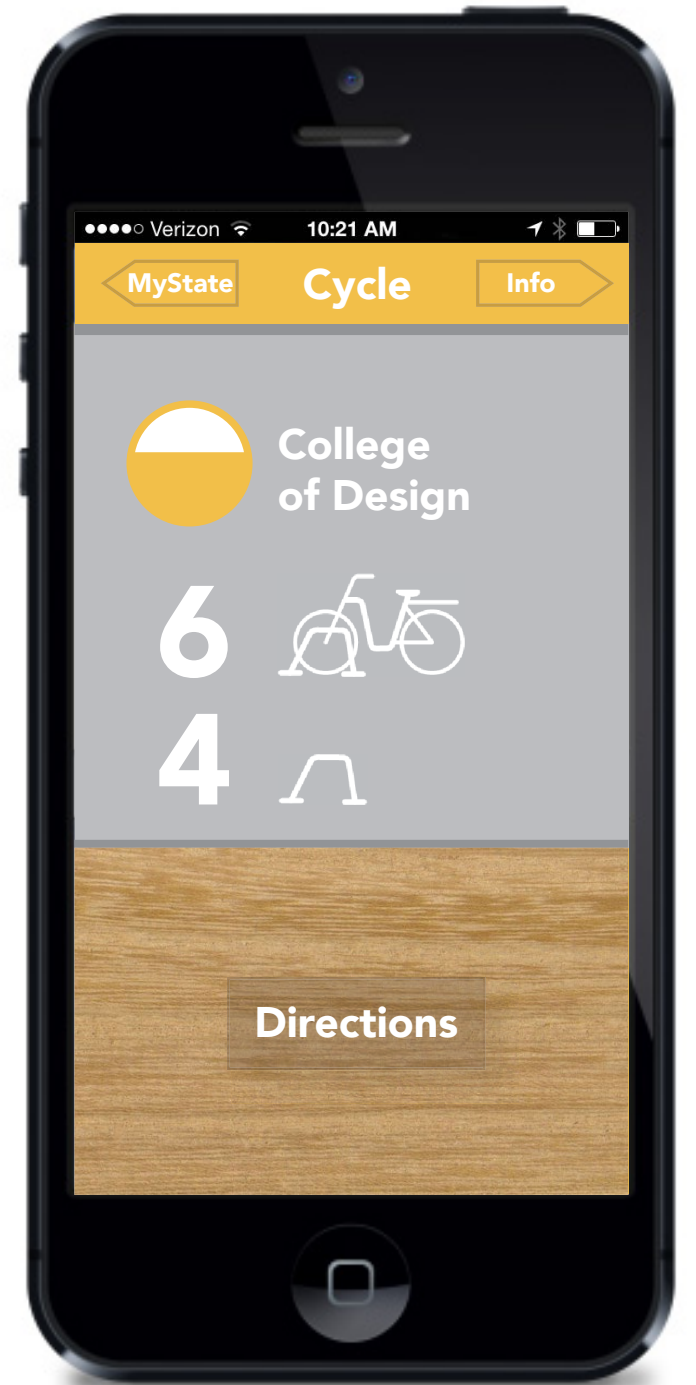 Verizon 10:21 AM
MyState Cycle Info
College
of Design
6
4
Directions